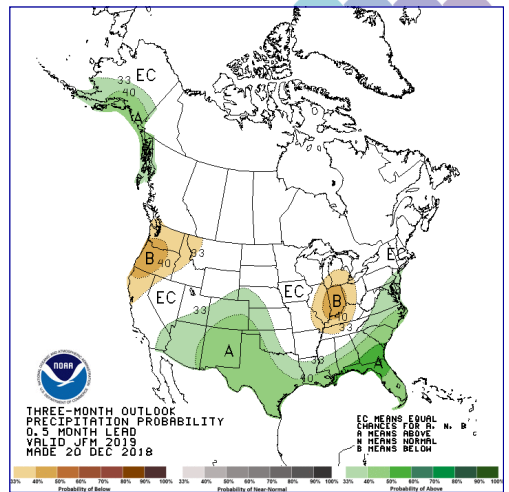 EC
33
40
A
33
B
40
EC
33
A
EC
EC
B
40
33
33
40
A
NOAA
THREE-MONTH OUTLOOK
PRECIPITATION PROBABILITY
0.5 MONTH LEAD
VALID JFM 2019
MADE 20 DEC 2018
EC MEANS EQUAL
CHANCES FOR A, N, B
A MEANS ABOVE
N MEANS NORMAL
B MEANS BELOW
33% 40% 50% 60% 70% 80% 90% 100%
Probability of Below
33% 40% 50% 60% 70% 80% 90% 100%
Probability of Near-Normal
33% 40% 50% 60% 70% 80% 90% 100%
Probability of Above